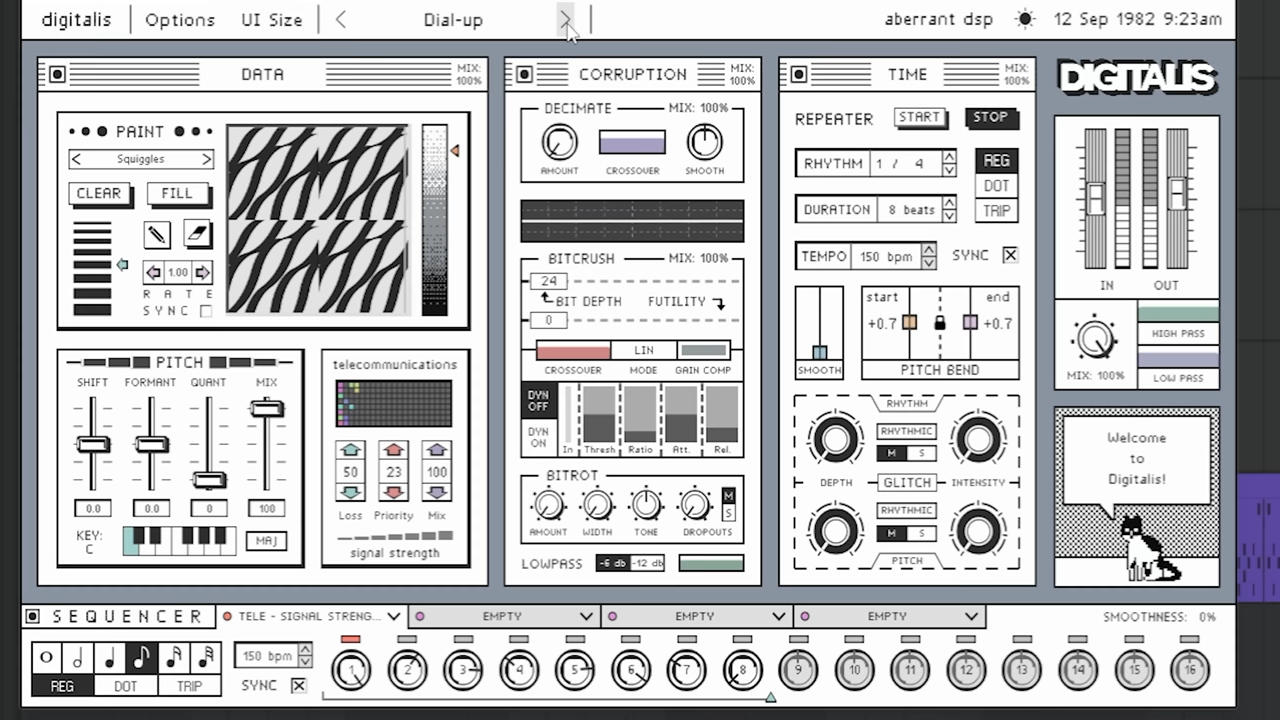 digitalis
Options
UI Size
<
Dial-up
>
aberrant dsp
12 Sep 1982 9:23am
DATA
MIX: 100%
PAINT
< Squiggles >
CLEAR
FILL
1.00
RATE
SYNC
PITCH
SHIFT
FORMANT
QUANT
MIX
0.0
0.0
0
100
KEY:
C
MAJ
telecommunications
50
23
100
Loss
Priority
Mix
signal strength
CORRUPTION
MIX: 100%
DECIMATE
MIX: 100%
AMOUNT
CROSSOVER
SMOOTH
BITCRUSH
MIX: 100%
24
BIT DEPTH
FUTILITY
0
LIN
CROSSOVER
MODE
GAIN COMP
DYN OFF
DYN ON
In
Thresh
Ratio
Att.
Rel.
BITROT
M
S
AMOUNT
WIDTH
TONE
DROPOUTS
LOWPASS
-6 db
-12 db
TIME
MIX: 100%
REPEATER
START
STOP
RHYTHM
1 / 4
REG
DOT
TRIP
DURATION
8 beats
TEMPO
150 bpm
SYNC
SMOOTH
start
end
+0.7
+0.7
PITCH BEND
RHYTHM
RHYTHMIC
M S
DEPTH
GLITCH
INTENSITY
RHYTHMIC
M S
PITCH
DIGITALIS
IN
OUT
MIX: 100%
HIGH PASS
LOW PASS
Welcome
to
Digitalis!
SEQUENCER
TELE - SIGNAL STRENG...
EMPTY
EMPTY
EMPTY
SMOOTHNESS: 0%
REG
DOT
TRIP
150 bpm
SYNC
1 2 3 4 5 6 7 8 9 10 11 12 13 14 15 16